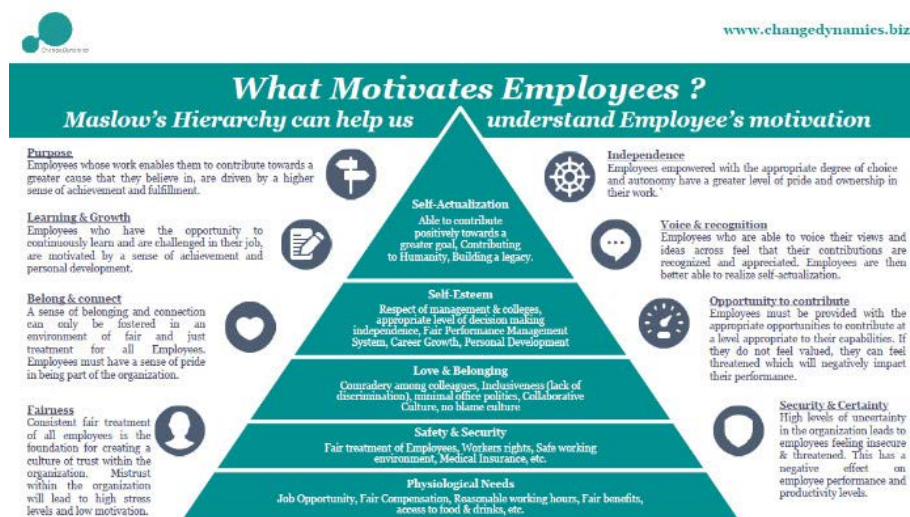 ChangeDynamics
www.changedynamics.biz
What Motivates Employees ?
Maslow's Hierarchy can help us understand Employee's motivation
Purpose
Employees whose work enables them to contribute towards a
greater cause that they believe in, are driven by a higher
sense of achievement and fulfillment.
Learning & Growth
Employees who have the opportunity to
continuously learn and are challenged in their job,
are motivated by a sense of achievement and
personal development.
Belong & connect
A sense of belonging and connection
can only be fostered in an
environment of fair and just
treatment for all Employees.
Employees must have a sense of pride
in being part of the organization.
Fairness
Consistent fair treatment
of all employees is the
foundation for creating a
culture of trust within the
organization. Mistrust
within the organization
will lead to high stress
levels and low motivation.
Self-Actualization
Able to contribute
positively towards a
greater goal, Contributing
to Humanity, Building a legacy.
Self-Esteem
Respect of management & colleges,
appropriate level of decision making
independence, Fair Performance Management
System, Career Growth, Personal Development
Love & Belonging
Comradery among colleagues, Inclusiveness (lack of
discrimination), minimal office politics, Collaborative
Culture, no blame culture
Safety & Security
Fair treatment of Employees, Workers rights, Safe working
environment, Medical Insurance, etc.
Physiological Needs
Job Opportunity, Fair Compensation, Reasonable working hours, Fair benefits,
access to food & drinks, etc.
Independence
Employees empowered with the appropriate degree of choice
and autonomy have a greater level of pride and ownership in
their work.`
Voice & recognition
Employees who are able to voice their views and
ideas across feel that their contributions are
recognized and appreciated. Employees are then
better able to realize self-actualization.
Opportunity to contribute
Employees must be provided with the
appropriate opportunities to contribute at
a level appropriate to their capabilities. If
they do not feel valued, they can feel
threatened which will negatively impact
their performance.
Security & Certainty
High levels of uncertainty
in the organization leads to
employees feeling insecure
& threatened. This has a
negative effect on
employee performance and
productivity levels.